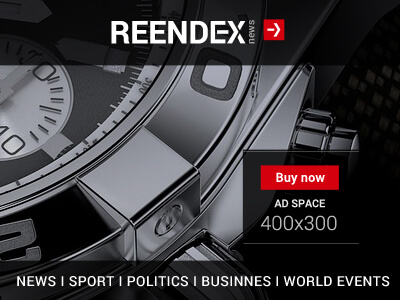 REENDEX news
Buy now
AD SPACE
400x300
NEWS I SPORT I POLITICS I BUSINNES I WORLD EVENTS